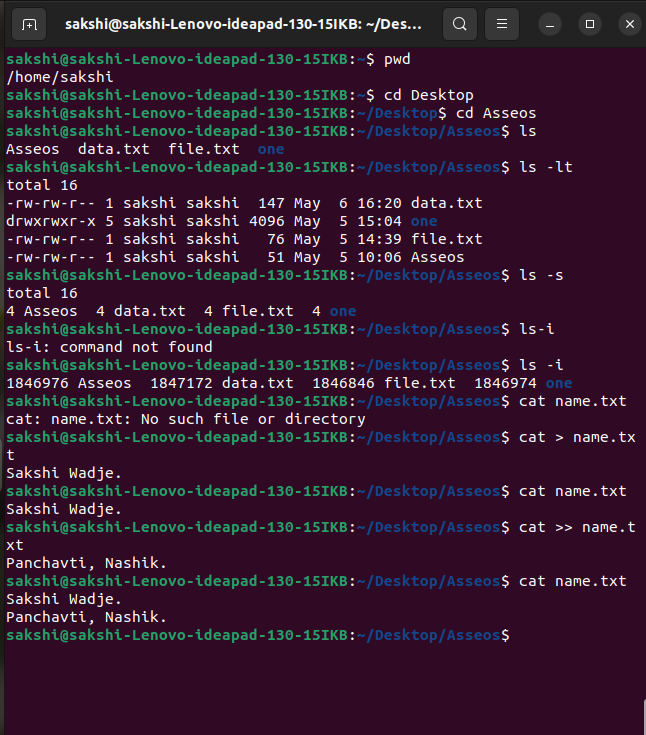 sakshi@sakshi-Lenovo-ideapad-130-15IKB: ~/Des...
sakshi@sakshi-Lenovo-ideapad-130-15IKB:~$ pwd
/home/sakshi
sakshi@sakshi-Lenovo-ideapad-130-15IKB:~$ cd Desktop
sakshi@sakshi-Lenovo-ideapad-130-15IKB:~/Desktop$ cd Asseos
sakshi@sakshi-Lenovo-ideapad-130-15IKB:~/Desktop/Asseos$ ls
Asseos  data.txt  file.txt  one
sakshi@sakshi-Lenovo-ideapad-130-15IKB:~/Desktop/Asseos$ ls -lt
total 16
-rw-rw-r-- 1 sakshi sakshi  147 May  6 16:20 data.txt
drwxrwxr-x 5 sakshi sakshi 4096 May  5 15:04 one
-rw-rw-r-- 1 sakshi sakshi   76 May  5 14:39 file.txt
-rw-rw-r-- 1 sakshi sakshi   51 May  5 10:06 Asseos
sakshi@sakshi-Lenovo-ideapad-130-15IKB:~/Desktop/Asseos$ ls -s
total 16
4 Asseos  4 data.txt  4 file.txt  4 one
sakshi@sakshi-Lenovo-ideapad-130-15IKB:~/Desktop/Asseos$ ls-i
ls-i: command not found
sakshi@sakshi-Lenovo-ideapad-130-15IKB:~/Desktop/Asseos$ ls -i
1846976 Asseos  1847172 data.txt  1846846 file.txt  1846974 one
sakshi@sakshi-Lenovo-ideapad-130-15IKB:~/Desktop/Asseos$ cat name.txt
cat: name.txt: No such file or directory
sakshi@sakshi-Lenovo-ideapad-130-15IKB:~/Desktop/Asseos$ cat > name.tx
t
Sakshi Wadje.
sakshi@sakshi-Lenovo-ideapad-130-15IKB:~/Desktop/Asseos$ cat name.txt
Sakshi Wadje.
sakshi@sakshi-Lenovo-ideapad-130-15IKB:~/Desktop/Asseos$ cat >> name.t
xt
Panchavti, Nashik.
sakshi@sakshi-Lenovo-ideapad-130-15IKB:~/Desktop/Asseos$ cat name.txt
Sakshi Wadje.
Panchavti, Nashik.
sakshi@sakshi-Lenovo-ideapad-130-15IKB:~/Desktop/Asseos$